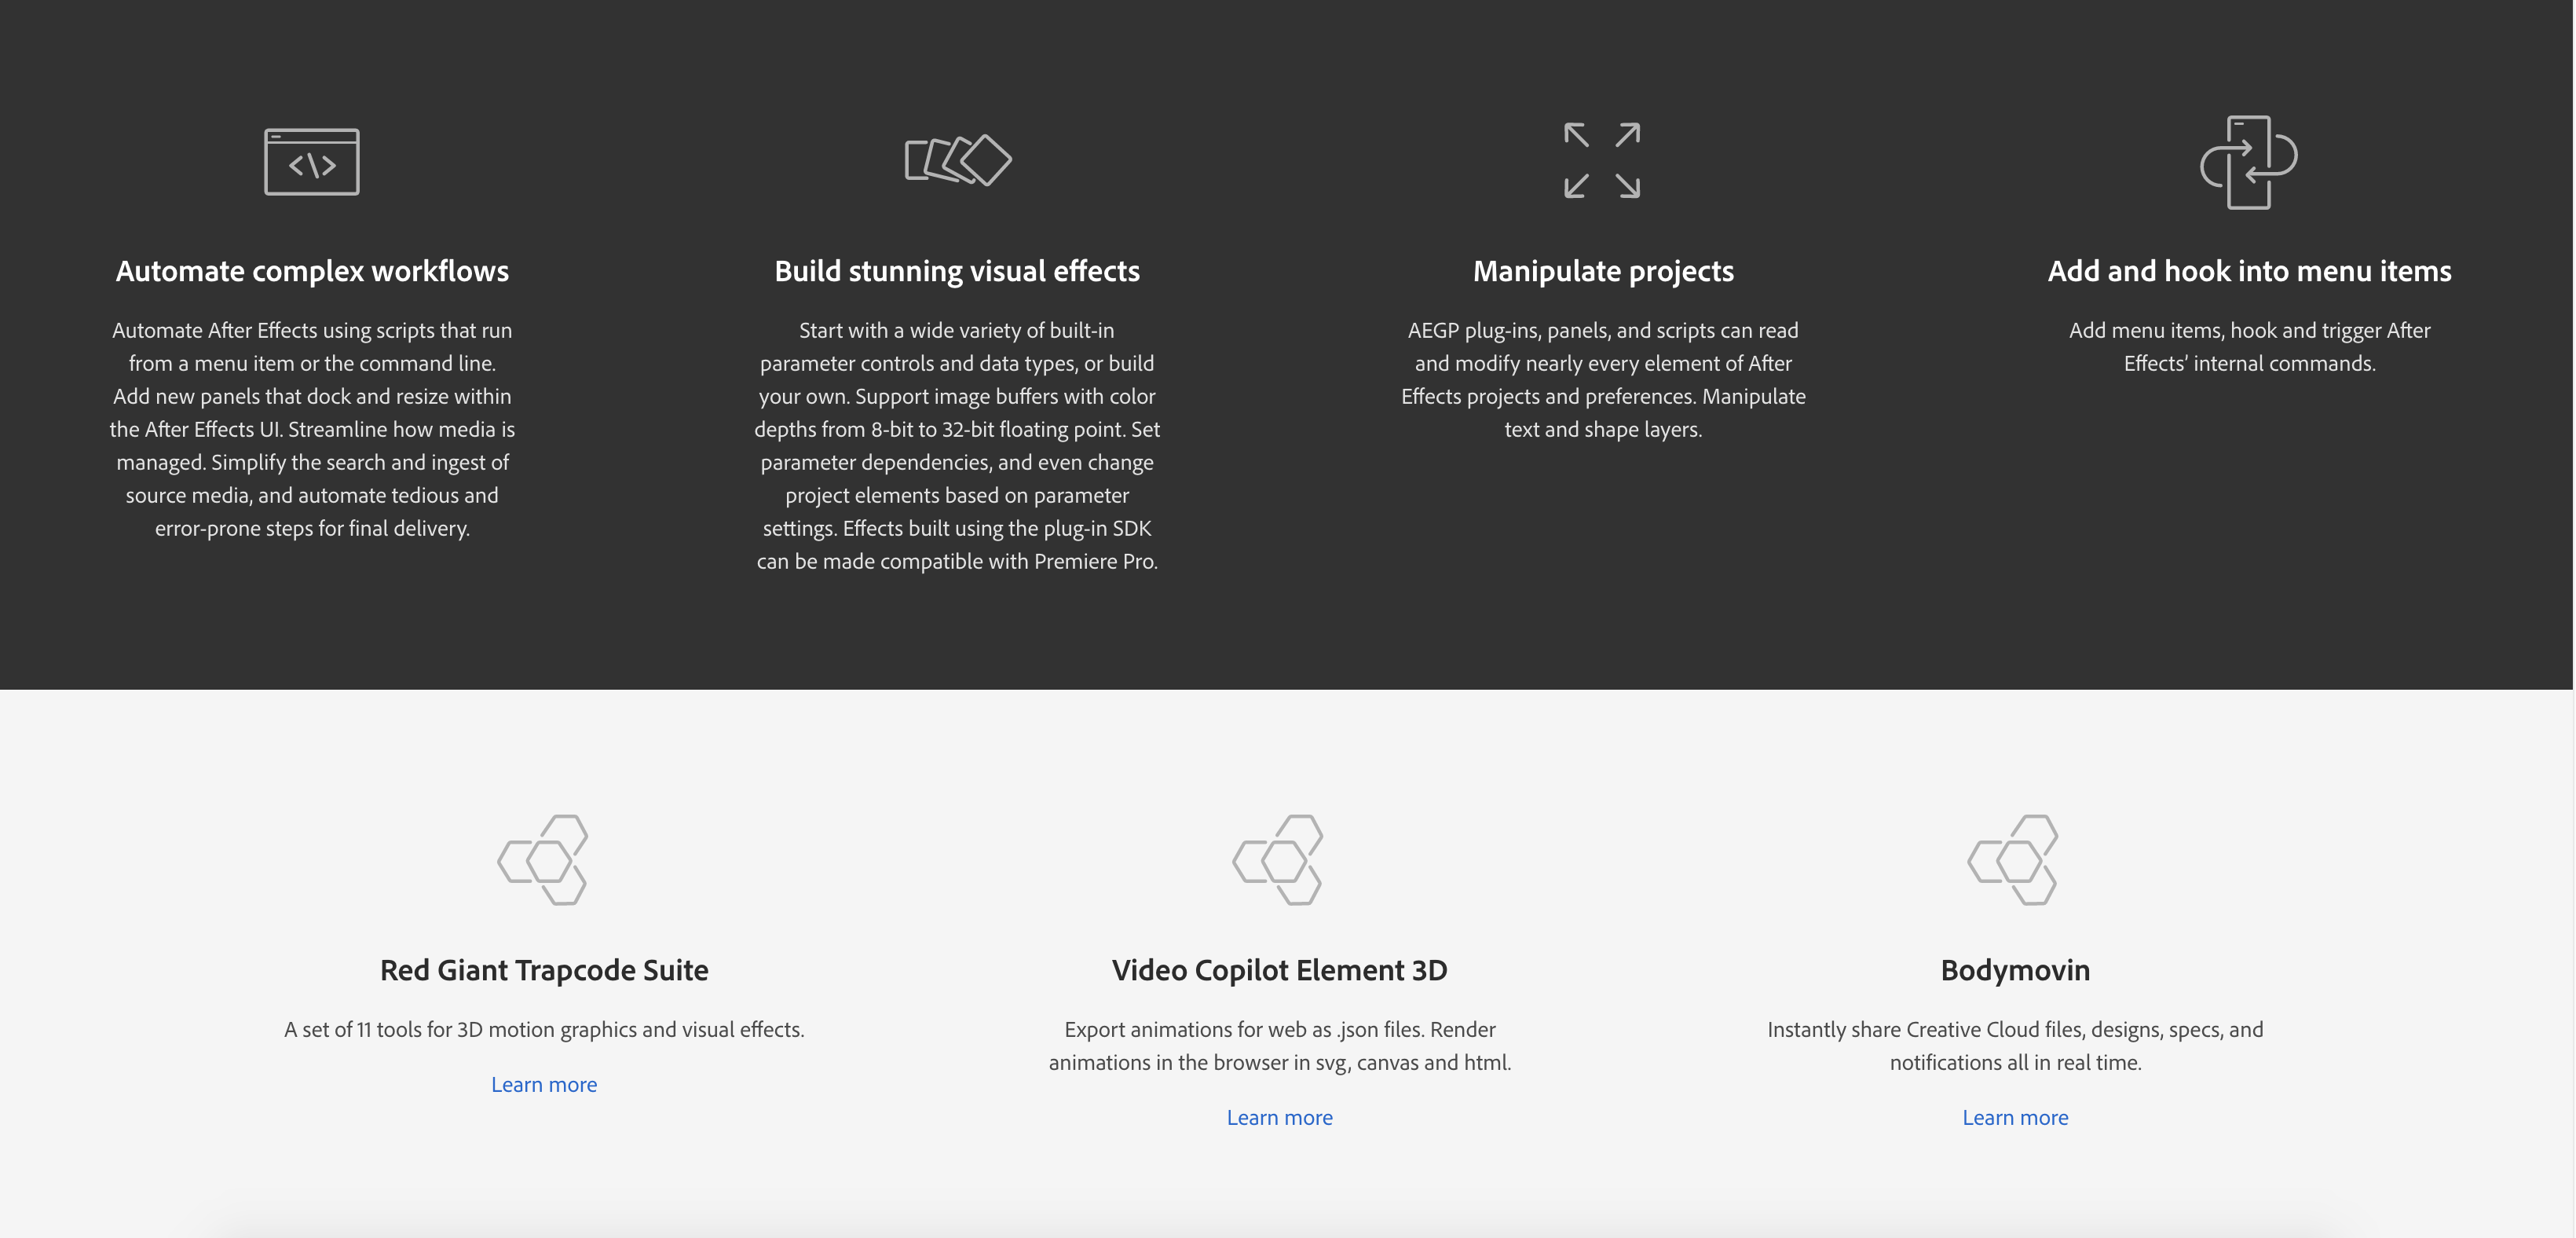 Automate complex workflows
Automate After Effects using scripts that run
from a menu item or the command line.
Add new panels that dock and resize within
the After Effects UI. Streamline how media is
managed. Simplify the search and ingest of
source media, and automate tedious and
error-prone steps for final delivery.
Build stunning visual effects
Start with a wide variety of built-in
parameter controls and data types, or build
your own. Support image buffers with color
depths from 8-bit to 32-bit floating point. Set
parameter dependencies, and even change
project elements based on parameter
settings. Effects built using the plug-in SDK
can be made compatible with Premiere Pro.
Manipulate projects
AEGP plug-ins, panels, and scripts can read
and modify nearly every element of After
Effects projects and preferences. Manipulate
text and shape layers.
Add and hook into menu items
Add menu items, hook and trigger After
Effects’ internal commands.
Red Giant Trapcode Suite
A set of 11 tools for 3D motion graphics and visual effects.
Learn more
Video Copilot Element 3D
Export animations for web as .json files. Render
animations in the browser in svg, canvas and html.
Learn more
Bodymovin
Instantly share Creative Cloud files, designs, specs, and
notifications all in real time.
Learn more